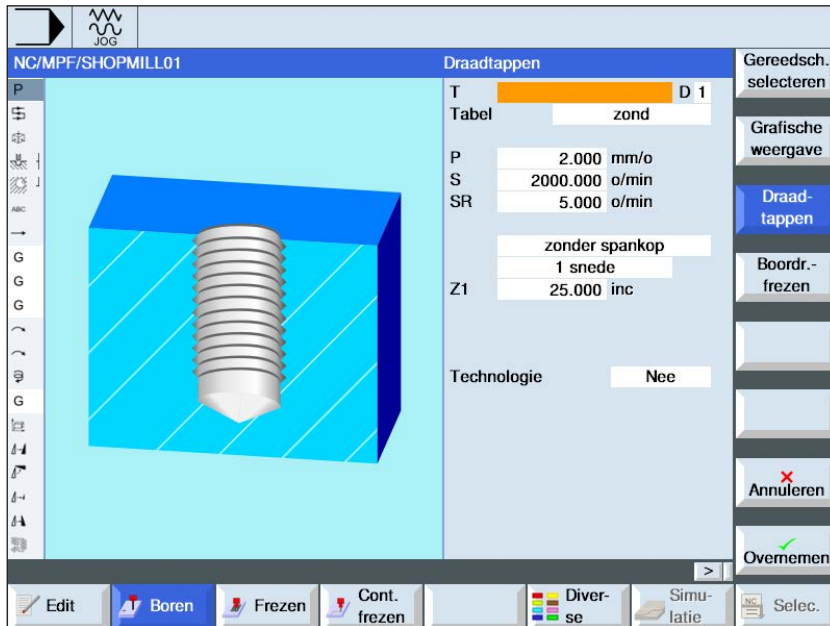 JOG
NC/MPF/SHOPMILL01
Draadtappen
T D 1
Tabel zond
P 2.000 mm/o
S 2000.000 o/min
SR 5.000 o/min
zonder spankop
1 snede
Z1 25.000 inc
Technologie Nee
P
ABC
G
G
G
G
Gereedsch.
selecteren
Grafische
weergave
Draad-
tappen
Boordr.-
frezen
Annuleren
Overnemen
>
Edit
Boren
Frezen
Cont.
frezen
Diver-
se
Simu-
latie
NC
Selec.